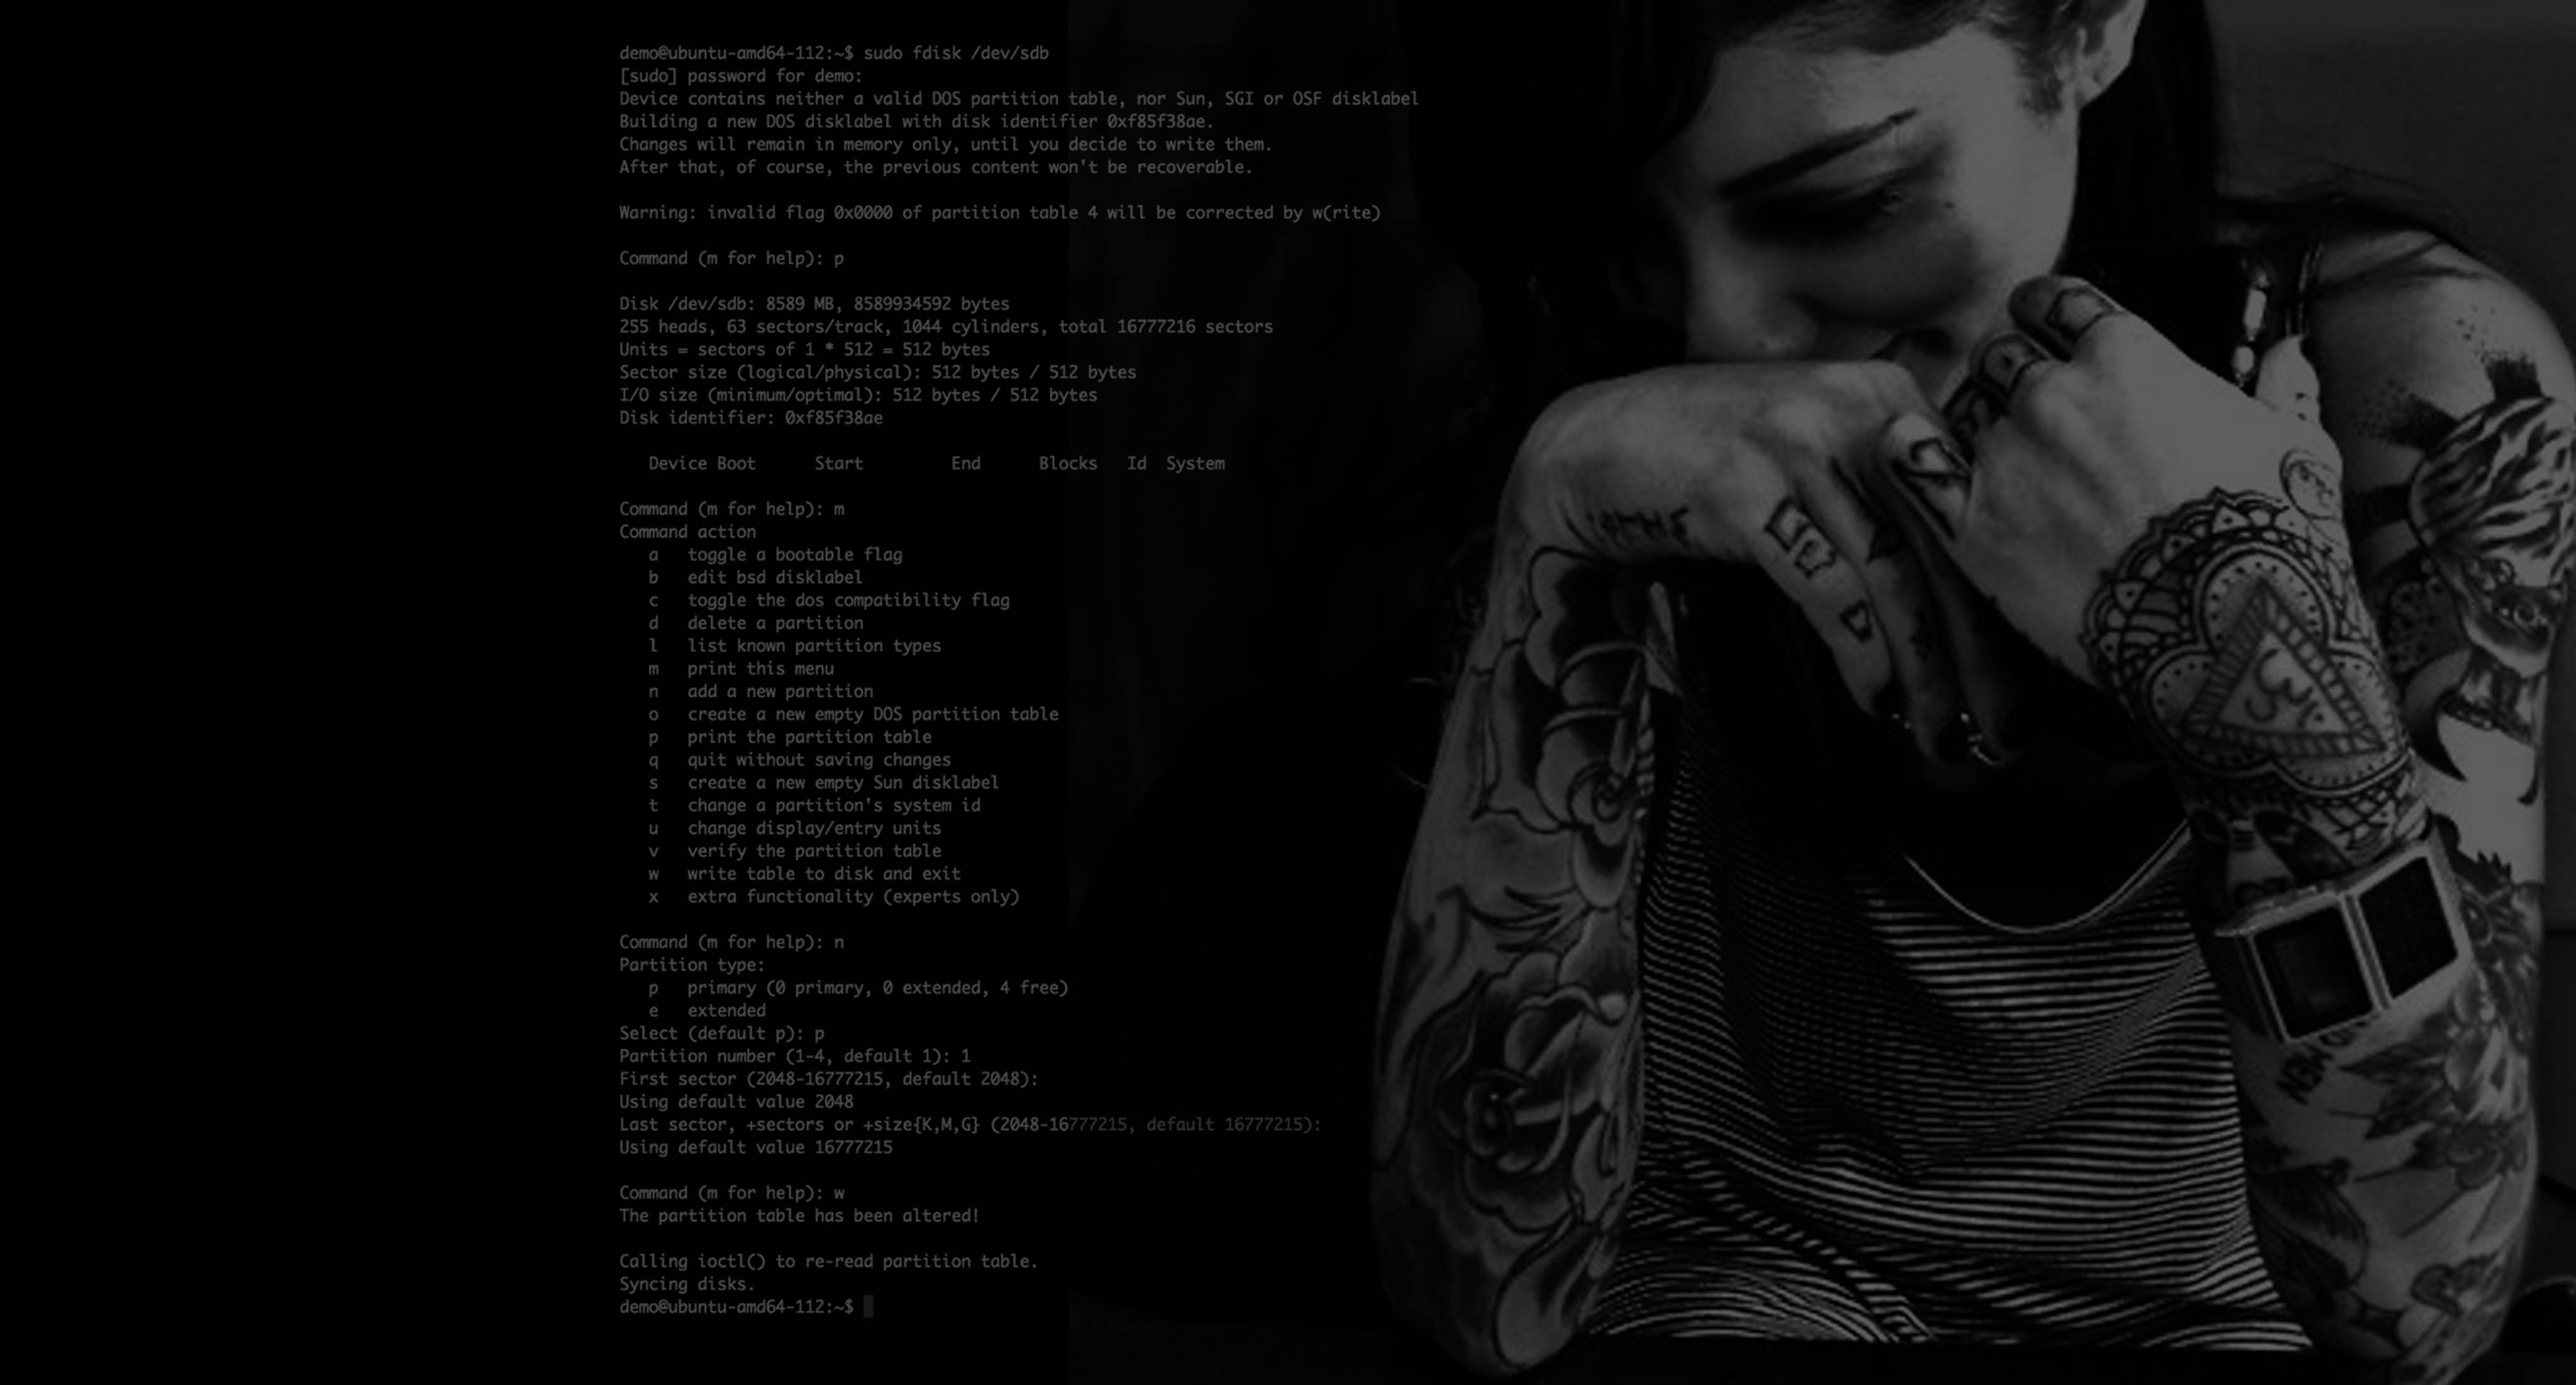 demo@ubuntu-amd64-112:~$ sudo fdisk /dev/sdb
[sudo] password for demo:
Device contains neither a valid DOS partition table, nor Sun, SGI or OSF disklabel
Building a new DOS disklabel with disk identifier 0xf85f38ae.
Changes will remain in memory only, until you decide to write them.
After that, of course, the previous content won't be recoverable.
Warning: invalid flag 0x0000 of partition table 4 will be corrected by w(rite)
Command (m for help): p
Disk /dev/sdb: 8589 MB, 8589934592 bytes
255 heads, 63 sectors/track, 1044 cylinders, total 16777216 sectors
Units = sectors of 1 * 512 = 512 bytes
Sector size (logical/physical): 512 bytes / 512 bytes
I/O size (minimum/optimal): 512 bytes / 512 bytes
Disk identifier: 0xf85f38ae
Device Boot      Start         End      Blocks   Id  System
Command (m for help): m
Command action
a   toggle a bootable flag
b   edit bsd disklabel
c   toggle the dos compatibility flag
d   delete a partition
l   list known partition types
m   print this menu
n   add a new partition
o   create a new empty DOS partition table
p   print the partition table
q   quit without saving changes
s   create a new empty Sun disklabel
t   change a partition's system id
u   change display/entry units
v   verify the partition table
w   write table to disk and exit
x   extra functionality (experts only)
Command (m for help): n
Partition type:
p   primary (0 primary, 0 extended, 4 free)
e   extended
Select (default p): p
Partition number (1-4, default 1): 1
First sector (2048-16777215, default 2048):
Using default value 2048
Last sector, +sectors or +size{K,M,G} (2048-16777215, default 16777215):
Using default value 16777215
Command (m for help): w
The partition table has been altered!
Calling ioctl() to re-read partition table.
Syncing disks.
demo@ubuntu-amd64-112:~$